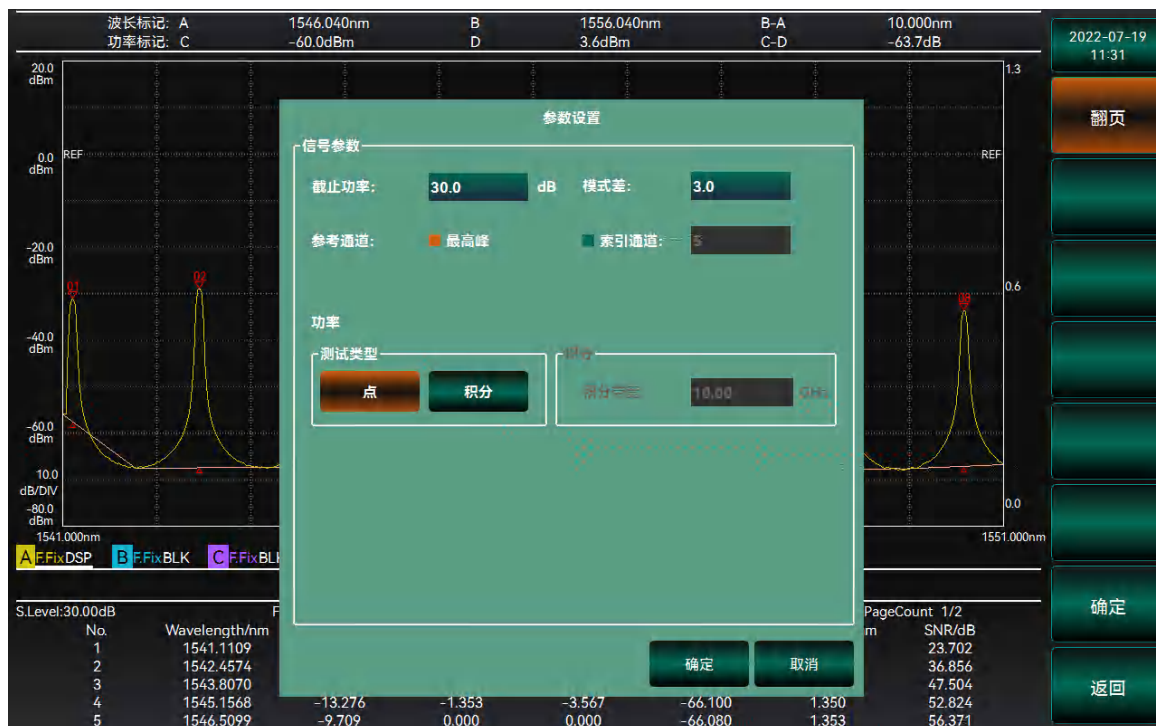 波长标记: A 1546.040nm B 1556.040nm B-A 10.000nm
功率标记: C -60.0dBm D 3.6dBm C-D -63.7dB
2022-07-19
11:31
翻页
20.0
dBm
1.3
参数设置
信号参数
0.0
dBm
REF
REF
截止功率: 30.0 dB 模式差: 3.0
参考通道: 最高峰 索引通道: 5
-20.0
dBm
01
02
0.6
功率
-40.0
dBm
测试类型
点 积分
10.00 GHz
-60.0
dBm
10.0
dB/DIV
-80.0
dBm
0.0
1541.000nm
1551.000nm
A F.FixDSP B F.FixBLK C F.FixBL
S.Level:30.00dB F PageCount 1/2
No. Wavelength/nm m SNR/dB
1 1541.1109 23.702
2 1542.4574 36.856
3 1543.8070 47.504
4 1545.1568 -13.276 -1.353 -3.567 -66.100 1.350 52.824
5 1546.5099 -9.709 0.000 0.000 -66.080 1.353 56.371
确定 取消
确定
返回